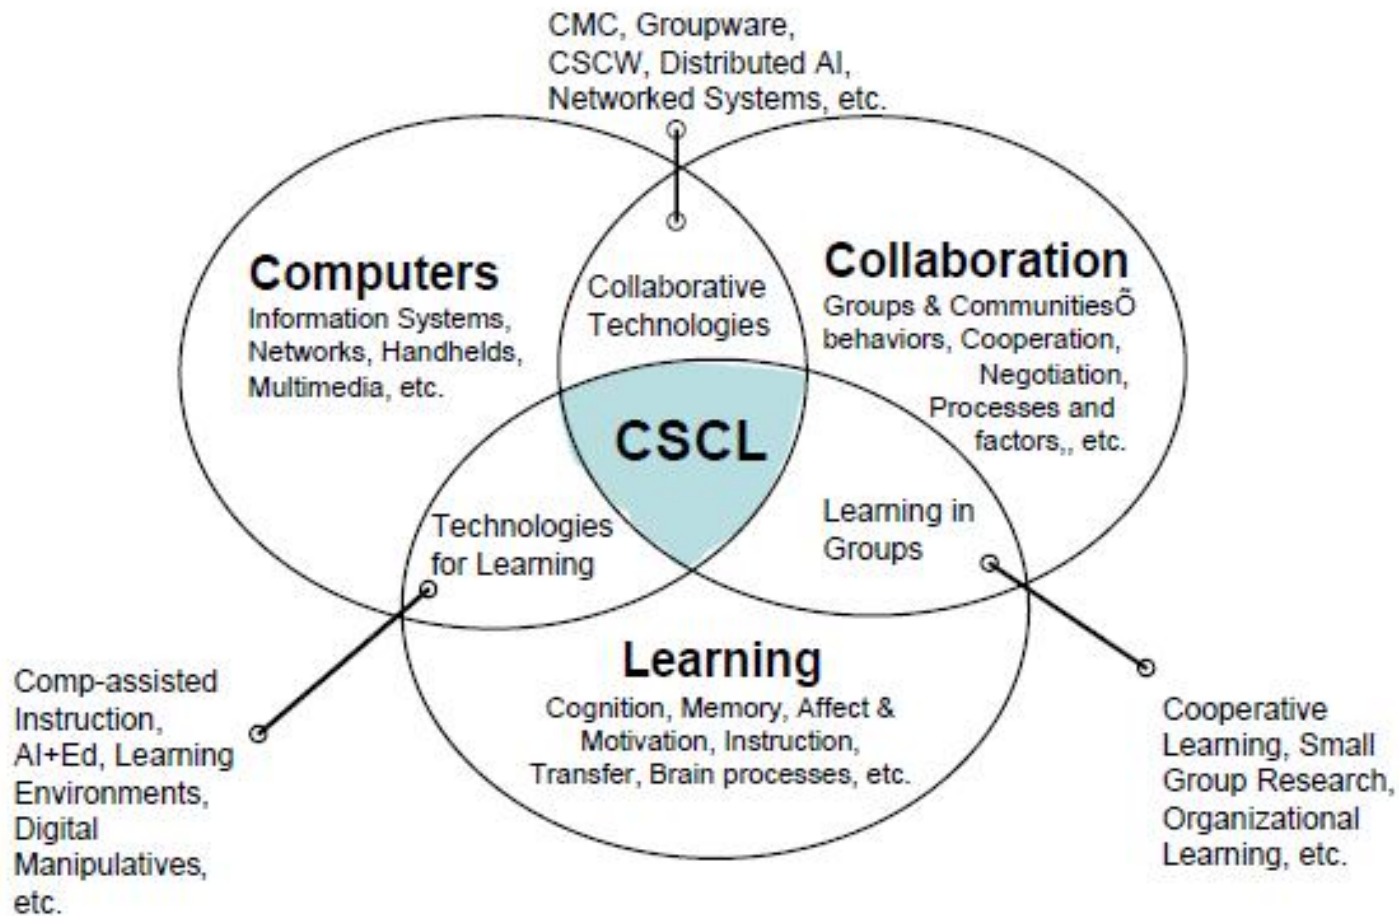 CMC, Groupware,
CSCW, Distributed AI,
Networked Systems, etc.
Computers
Information Systems,
Networks, Handhelds,
Multimedia, etc.
Collaborative
Technologies
Collaboration
Groups & CommunitiesÕ
behaviors, Cooperation,
Negotiation,
Processes and
factors,, etc.
CSCL
Technologies
for Learning
Learning in
Groups
Learning
Cognition, Memory, Affect &
Motivation, Instruction,
Transfer, Brain processes, etc.
Comp-assisted
Instruction,
AI+Ed, Learning
Environments,
Digital
Manipulatives,
etc.
Cooperative
Learning, Small
Group Research,
Organizational
Learning, etc.